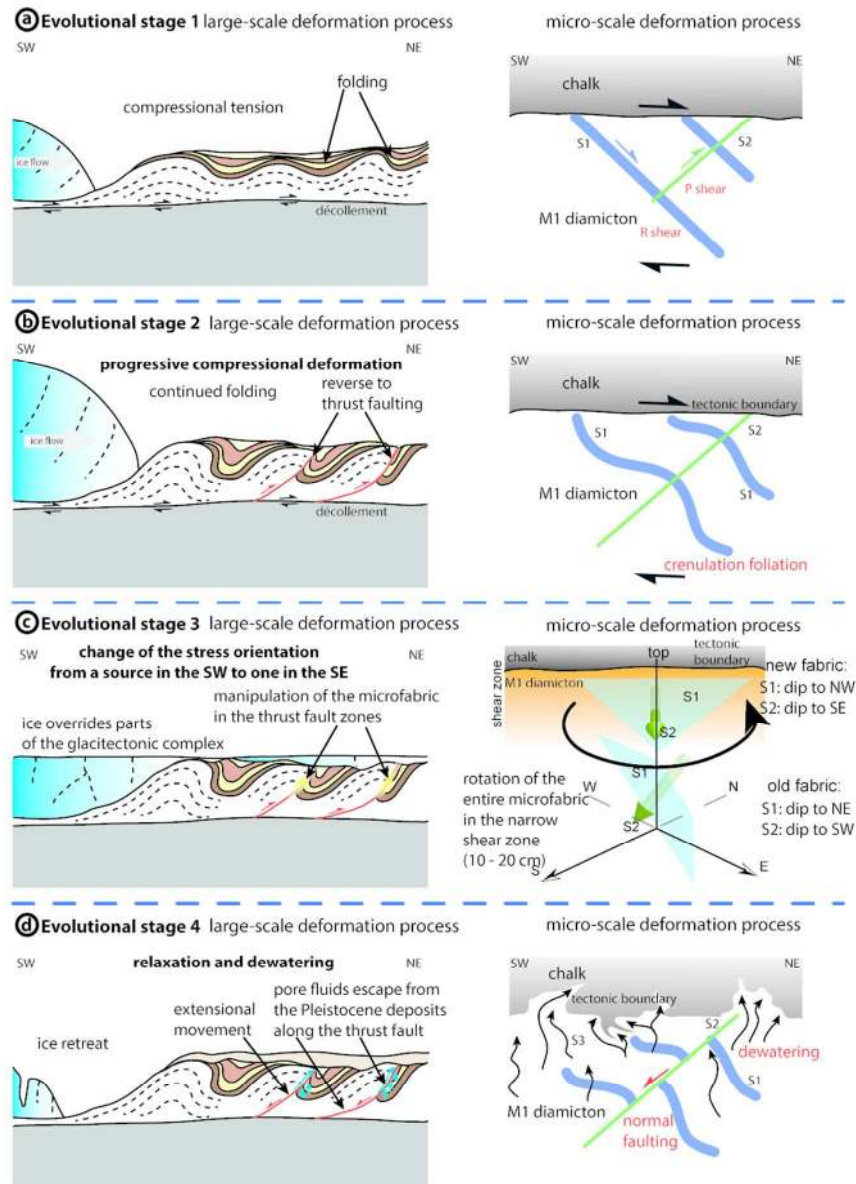 a Evolutional stage 1 large-scale deformation process
micro-scale deformation process
SW
NE
folding
compressional tension
ice flow
décollement
SW
NE
chalk
S1
S2
P shear
M1 diamicton
R shear
b Evolutional stage 2 large-scale deformation process
micro-scale deformation process
SW
NE
progressive compressional deformation
continued folding
reverse to
thrust faulting
ice flow
décollement
SW
NE
chalk
tectonic boundary
S1
S2
M1 diamicton
S1
crenulation foliation
c Evolutional stage 3 large-scale deformation process
micro-scale deformation process
SW
NE
change of the stress orientation
from a source in the SW to one in the SE
manipulation of the microfabric
in the thrust fault zones
ice overrides parts
of the glacitectonic complex
top
chalk
tectonic
boundary
shear zone
M1 diamicton
S1
S2
new fabric:
S1: dip to NW
S2: dip to SE
S1
W
N
S2
rotation of the
entire microfabric
in the narrow
shear zone
(10 - 20 cm)
old fabric:
S1: dip to NE
S2: dip to SW
S
E
d Evolutional stage 4 large-scale deformation process
micro-scale deformation process
SW
NE
relaxation and dewatering
extensional
movement
pore fluids escape from
the Pleistocene deposits
along the thrust fault
ice retreat
SW
NE
chalk
tectonic boundary
S2
S3
dewatering
S1
M1 diamicton
normal
faulting